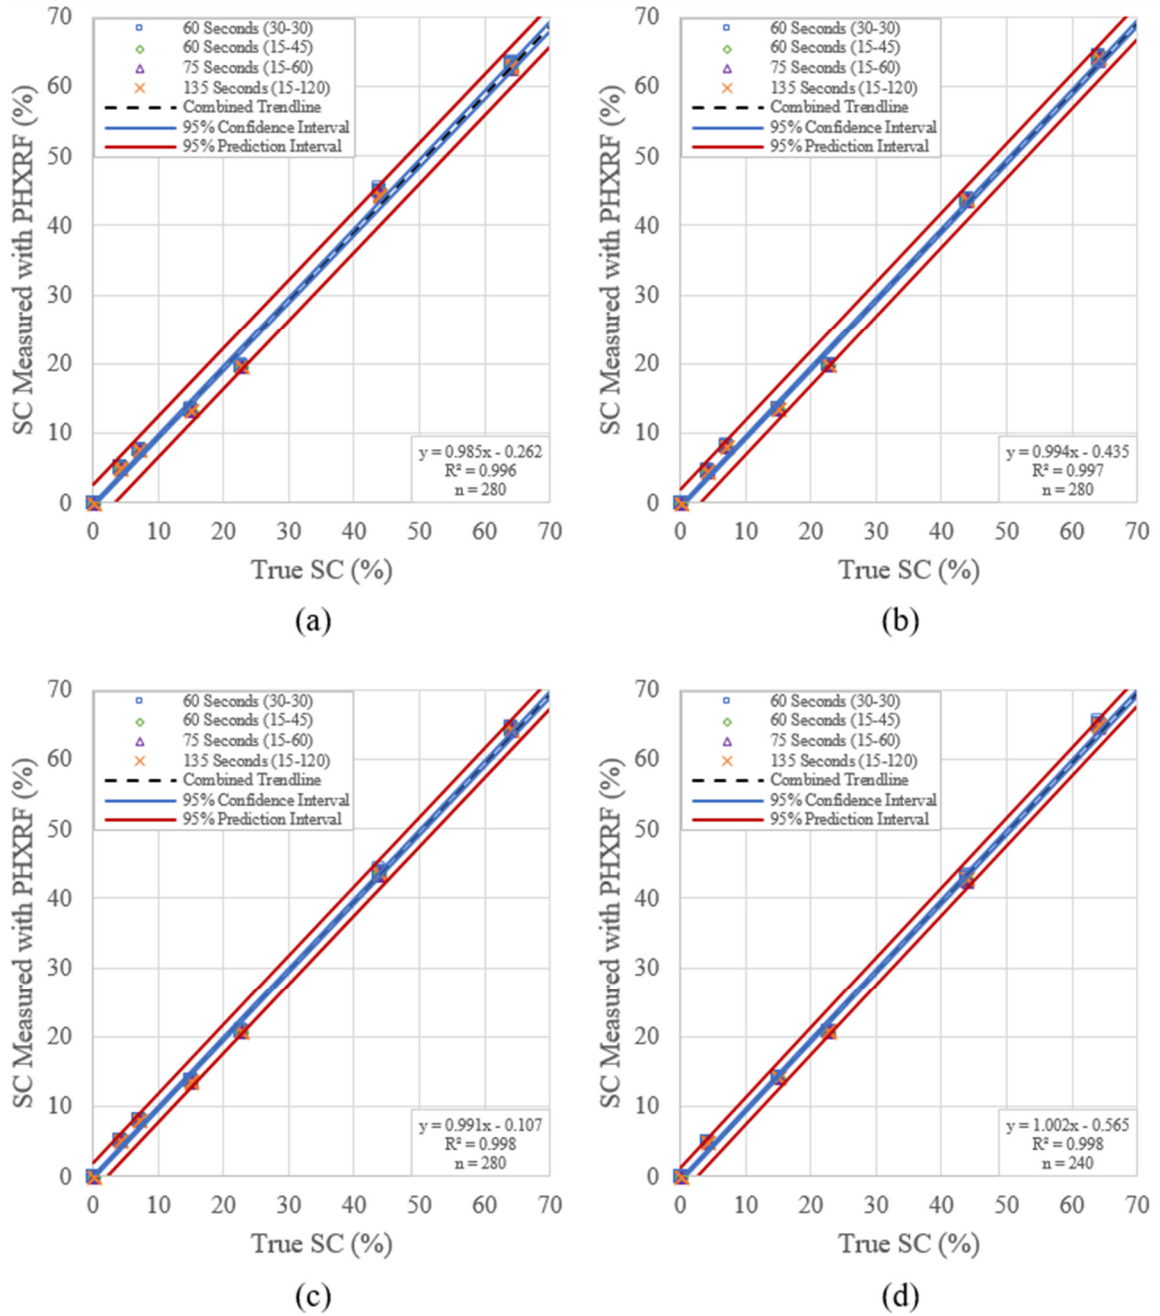 60 Seconds (30-30)
60 Seconds (15-45)
75 Seconds (15-60)
135 Seconds (15-120)
Combined Trendline
95% Confidence Interval
95% Prediction Interval
SC Measured with PHXRF (%)
70
60
50
40
30
20
10
0
y = 0.985x - 0.262
R² = 0.996
n = 280
0 10 20 30 40 50 60 70
True SC (%)
(a)
60 Seconds (30-30)
60 Seconds (15-45)
75 Seconds (15-60)
135 Seconds (15-120)
Combined Trendline
95% Confidence Interval
95% Prediction Interval
SC Measured with PHXRF (%)
70
60
50
40
30
20
10
0
y = 0.994x - 0.435
R² = 0.997
n = 280
0 10 20 30 40 50 60 70
True SC (%)
(b)
60 Seconds (30-30)
60 Seconds (15-45)
75 Seconds (15-60)
135 Seconds (15-120)
Combined Trendline
95% Confidence Interval
95% Prediction Interval
SC Measured with PHXRF (%)
70
60
50
40
30
20
10
0
y = 0.991x - 0.107
R² = 0.998
n = 280
0 10 20 30 40 50 60 70
True SC (%)
(c)
60 Seconds (30-30)
60 Seconds (15-45)
75 Seconds (15-60)
135 Seconds (15-120)
Combined Trendline
95% Confidence Interval
95% Prediction Interval
SC Measured with PHXRF (%)
70
60
50
40
30
20
10
0
y = 1.002x - 0.565
R² = 0.998
n = 240
0 10 20 30 40 50 60 70
True SC (%)
(d)